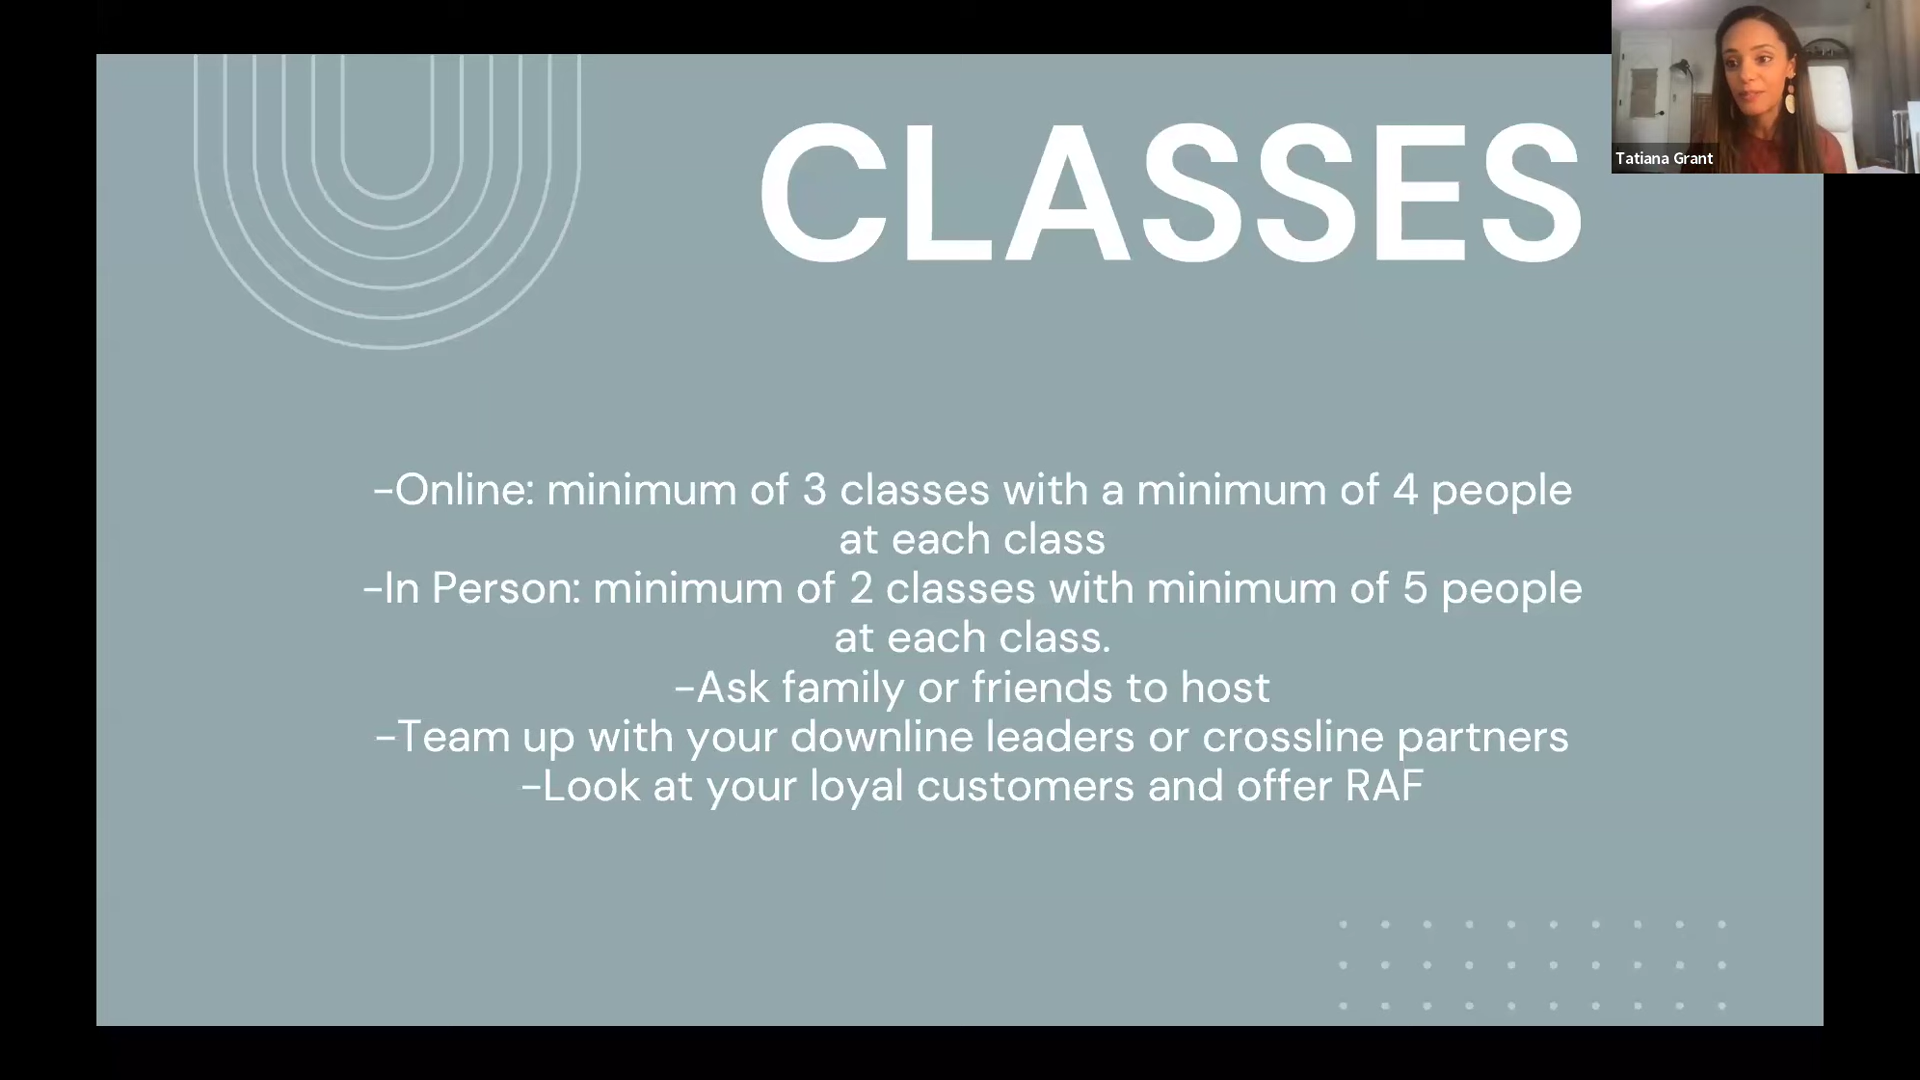 CLASSES
Tatiana Grant
-Online: minimum of 3 classes with a minimum of 4 people
at each class
-In Person: minimum of 2 classes with minimum of 5 people
at each class.
-Ask family or friends to host
-Team up with your downline leaders or crossline partners
-Look at your loyal customers and offer RAF